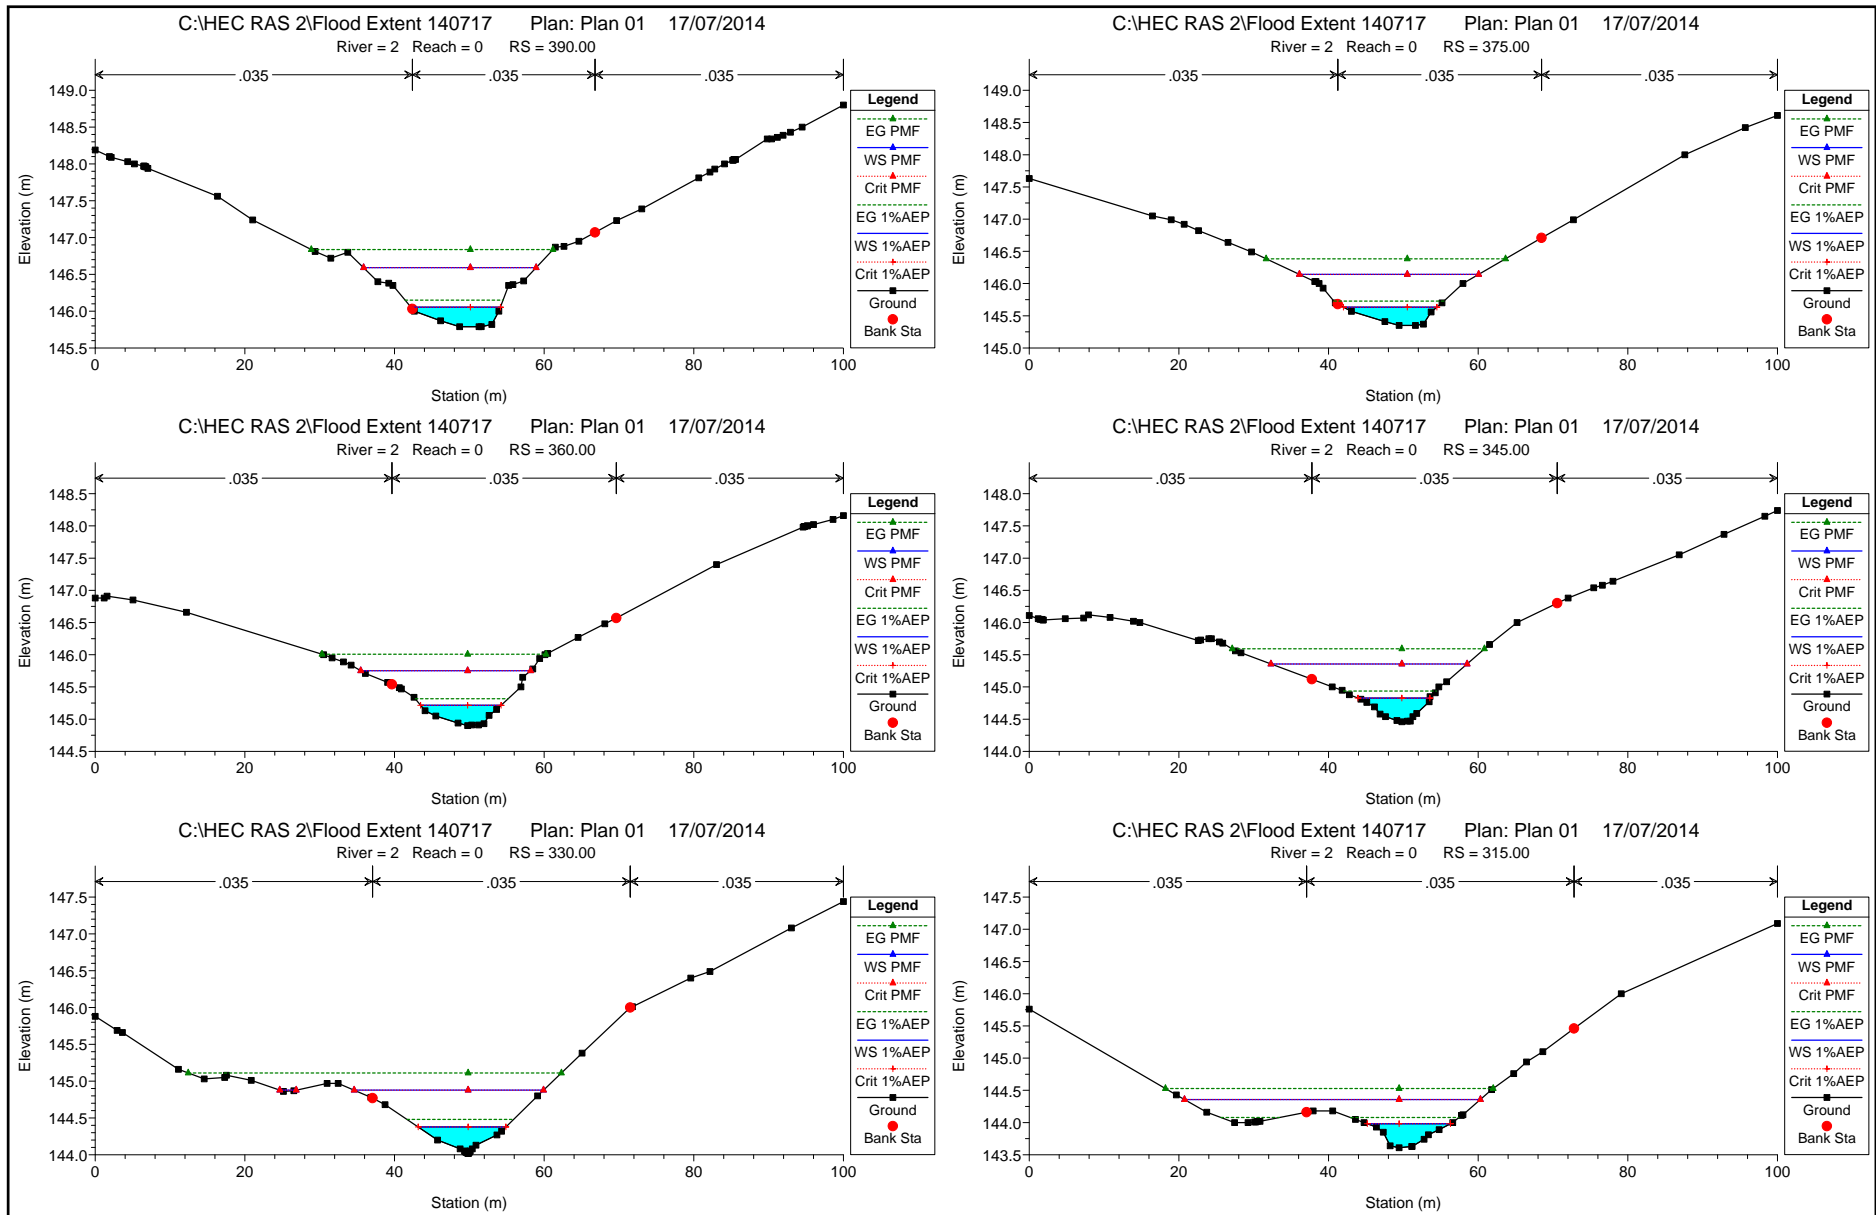 C:\HEC RAS 2\Flood Extent 140717 Plan: Plan 01 17/07/2014
River = 2 Reach = 0 RS = 390.00
.035 .035 .035
149.0
148.5
148.0
147.5
147.0
146.5
146.0
145.5
0 20 40 60 80 100
Elevation (m)
Station (m)
Legend
EG PMF
WS PMF
Crit PMF
EG 1%AEP
WS 1%AEP
Crit 1%AEP
Ground
Bank Sta
C:\HEC RAS 2\Flood Extent 140717 Plan: Plan 01 17/07/2014
River = 2 Reach = 0 RS = 375.00
.035 .035 .035
149.0
148.5
148.0
147.5
147.0
146.5
146.0
145.5
145.0
0 20 40 60 80 100
Elevation (m)
Station (m)
Legend
EG PMF
WS PMF
Crit PMF
EG 1%AEP
WS 1%AEP
Crit 1%AEP
Ground
Bank Sta
C:\HEC RAS 2\Flood Extent 140717 Plan: Plan 01 17/07/2014
River = 2 Reach = 0 RS = 360.00
.035 .035 .035
148.5
148.0
147.5
147.0
146.5
146.0
145.5
145.0
144.5
0 20 40 60 80 100
Elevation (m)
Station (m)
Legend
EG PMF
WS PMF
Crit PMF
EG 1%AEP
WS 1%AEP
Crit 1%AEP
Ground
Bank Sta
C:\HEC RAS 2\Flood Extent 140717 Plan: Plan 01 17/07/2014
River = 2 Reach = 0 RS = 345.00
.035 .035 .035
148.0
147.5
147.0
146.5
146.0
145.5
145.0
144.5
144.0
0 20 40 60 80 100
Elevation (m)
Station (m)
Legend
EG PMF
WS PMF
Crit PMF
EG 1%AEP
WS 1%AEP
Crit 1%AEP
Ground
Bank Sta
C:\HEC RAS 2\Flood Extent 140717 Plan: Plan 01 17/07/2014
River = 2 Reach = 0 RS = 330.00
.035 .035 .035
147.5
147.0
146.5
146.0
145.5
145.0
144.5
144.0
0 20 40 60 80 100
Elevation (m)
Station (m)
Legend
EG PMF
WS PMF
Crit PMF
EG 1%AEP
WS 1%AEP
Crit 1%AEP
Ground
Bank Sta
C:\HEC RAS 2\Flood Extent 140717 Plan: Plan 01 17/07/2014
River = 2 Reach = 0 RS = 315.00
.035 .035 .035
147.5
147.0
146.5
146.0
145.5
145.0
144.5
144.0
143.5
0 20 40 60 80 100
Elevation (m)
Station (m)
Legend
EG PMF
WS PMF
Crit PMF
EG 1%AEP
WS 1%AEP
Crit 1%AEP
Ground
Bank Sta